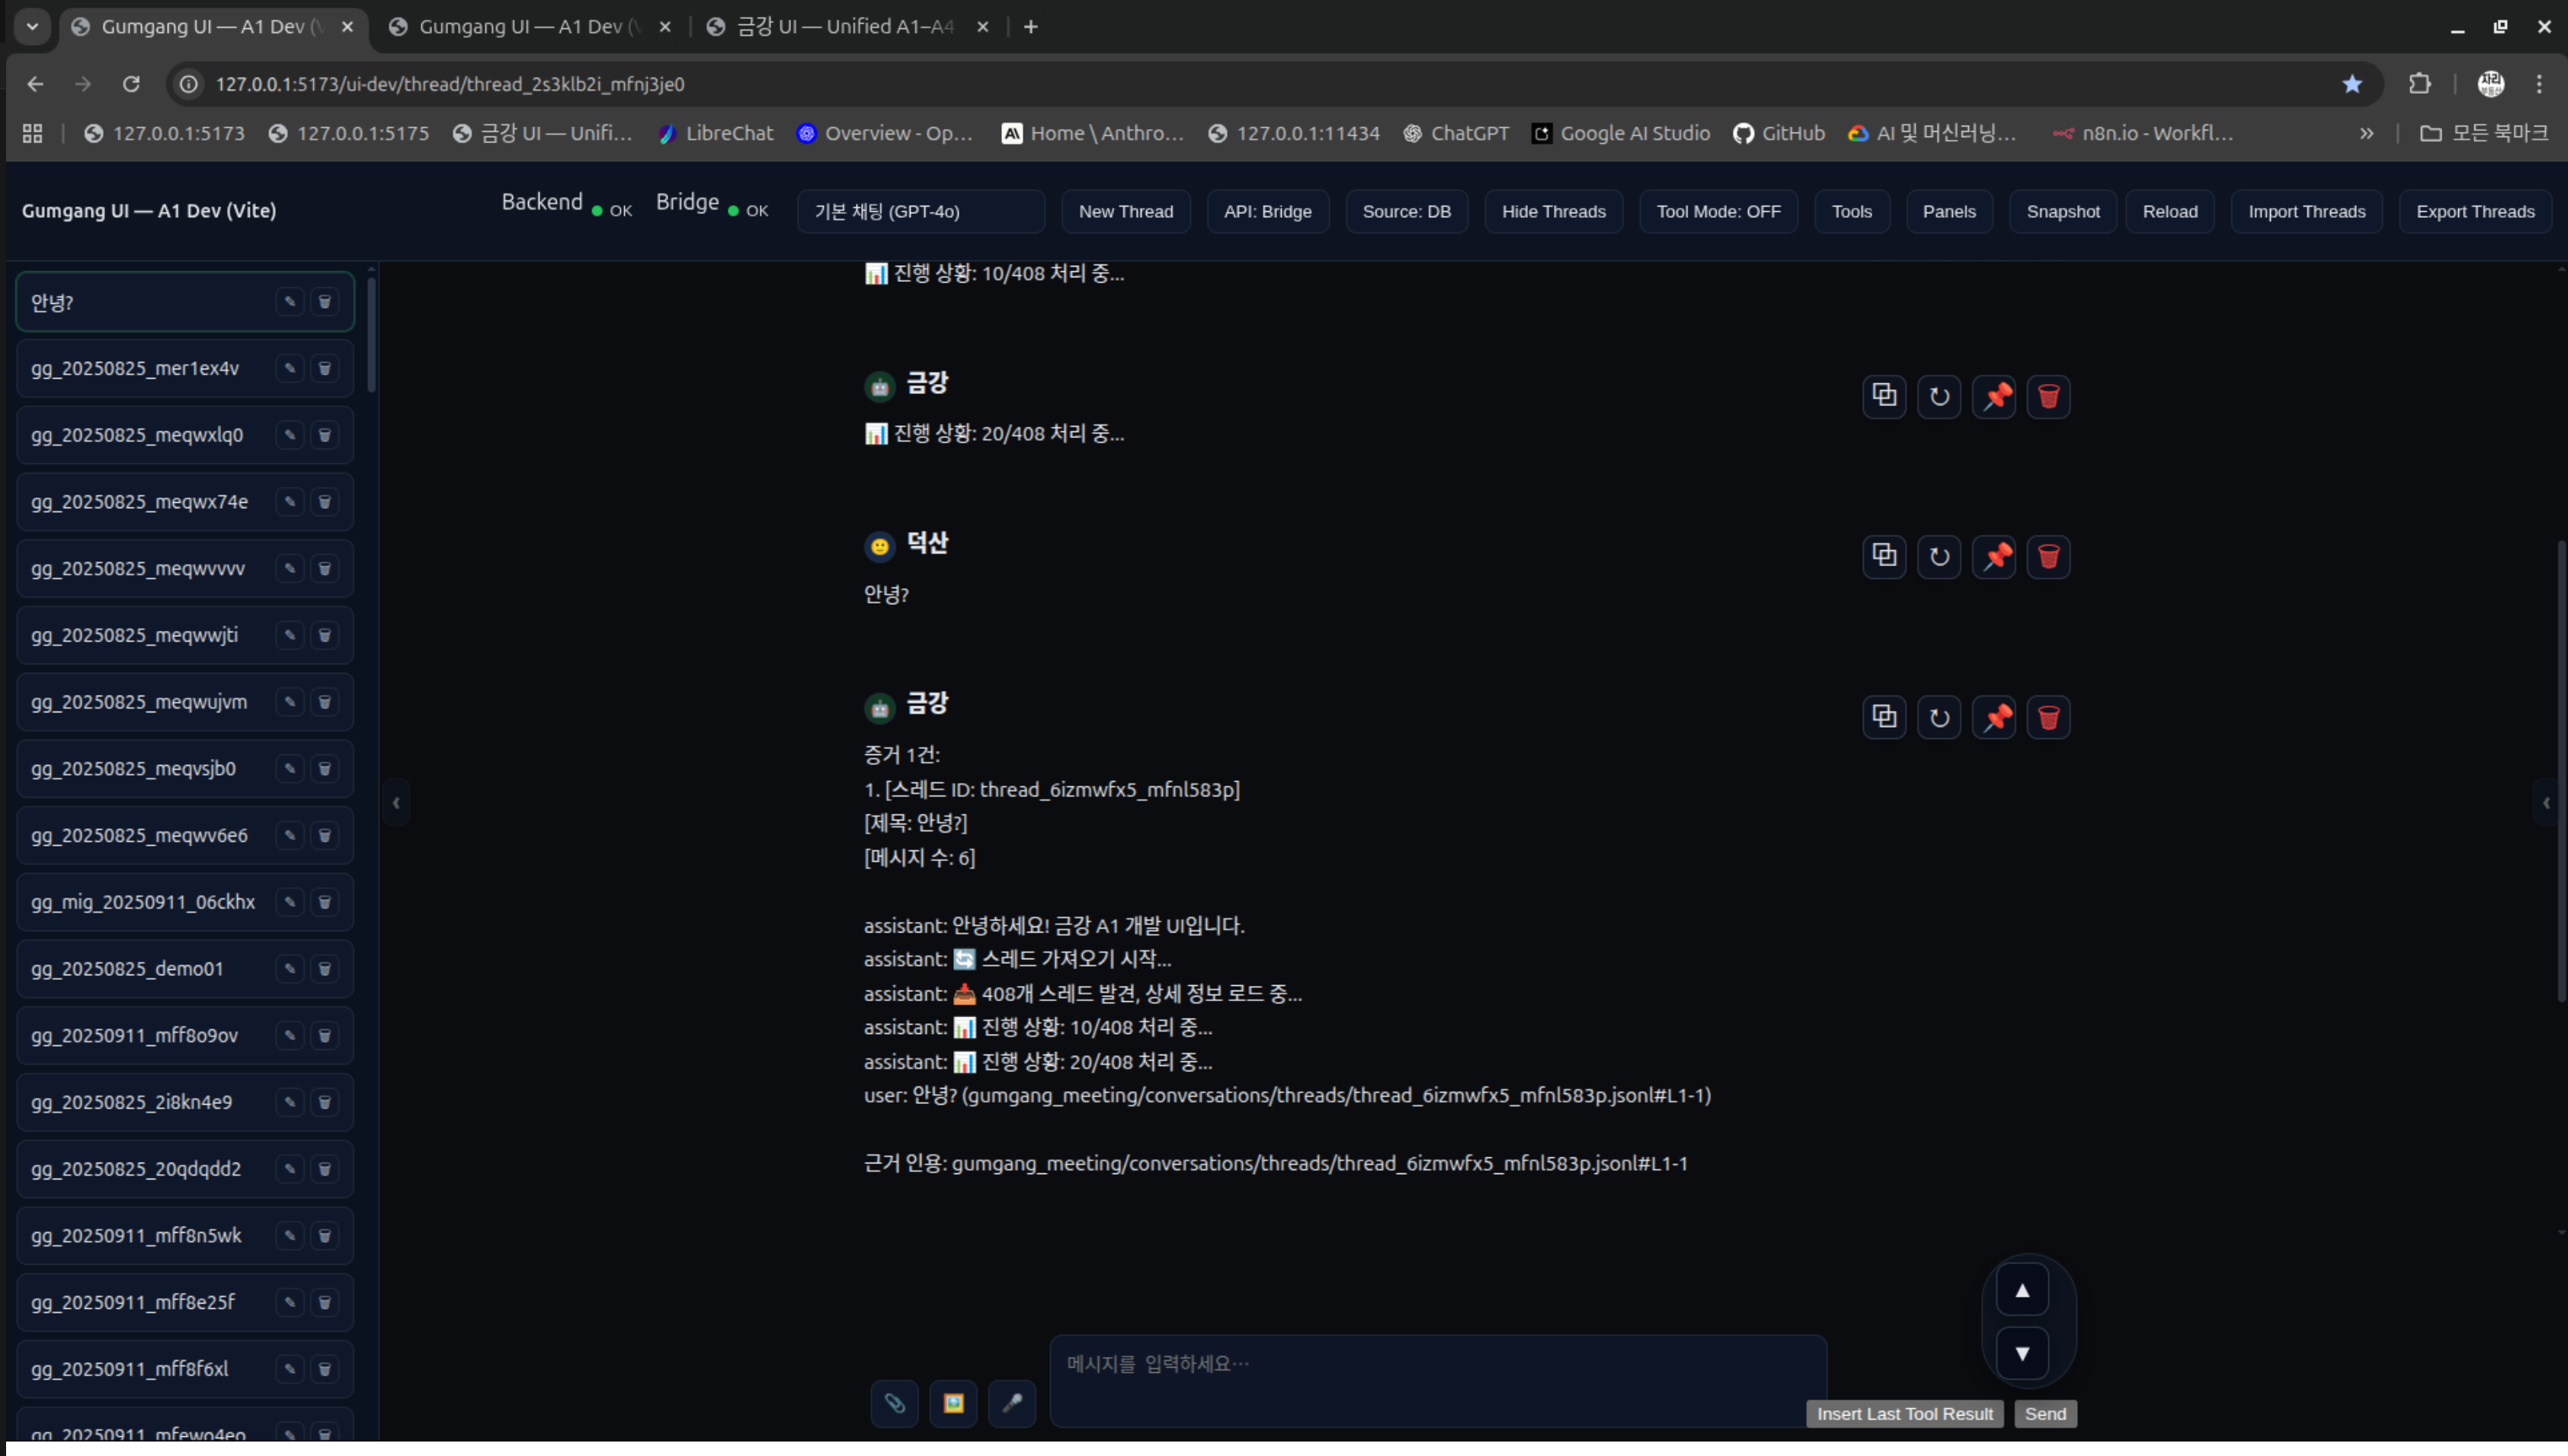 Gumgang UI — A1 Dev (
Gumgang UI — A1 Dev (
금강 UI — Unified A1–A4
127.0.0.1:5173/ui-dev/thread/thread_2s3klb2i_mfnj3je0
127.0.0.1:5173
127.0.0.1:5175
금강 UI — Unifi...
LibreChat
Overview - Op...
Home \ Anthro...
127.0.0.1:11434
ChatGPT
Google AI Studio
GitHub
AI 및 머신러닝...
n8n.io - Workfl...
모든 북마크
Gumgang UI — A1 Dev (Vite)
Backend OK
Bridge OK
기본 채팅 (GPT-4o)
New Thread
API: Bridge
Source: DB
Hide Threads
Tool Mode: OFF
Tools
Panels
Snapshot
Reload
Import Threads
Export Threads
안녕?
gg_20250825_mer1ex4v
gg_20250825_meqwxlq0
gg_20250825_meqwx74e
gg_20250825_meqwvvvv
gg_20250825_meqwwjti
gg_20250825_meqwujvm
gg_20250825_meqvsjb0
gg_20250825_meqwv6e6
gg_mig_20250911_06ckhx
gg_20250825_demo01
gg_20250911_mff8o9ov
gg_20250825_2i8kn4e9
gg_20250825_20qdqdd2
gg_20250911_mff8n5wk
gg_20250911_mff8e25f
gg_20250911_mff8f6xl
gg_20250911_mfewo4eo
📊 진행 상황: 10/408 처리 중...
금강
📊 진행 상황: 20/408 처리 중...
덕산
안녕?
금강
증거 1건:
1. [스레드 ID: thread_6izmwfx5_mfnl583p]
[제목: 안녕?]
[메시지 수: 6]
assistant: 안녕하세요! 금강 A1 개발 UI입니다.
assistant: 🔄 스레드 가져오기 시작...
assistant: 📥 408개 스레드 발견, 상세 정보 로드 중...
assistant: 📊 진행 상황: 10/408 처리 중...
assistant: 📊 진행 상황: 20/408 처리 중...
user: 안녕? (gumgang_meeting/conversations/threads/thread_6izmwfx5_mfnl583p.jsonl#L1-1)
근거 인용: gumgang_meeting/conversations/threads/thread_6izmwfx5_mfnl583p.jsonl#L1-1
메시지를 입력하세요…
Insert Last Tool Result
Send